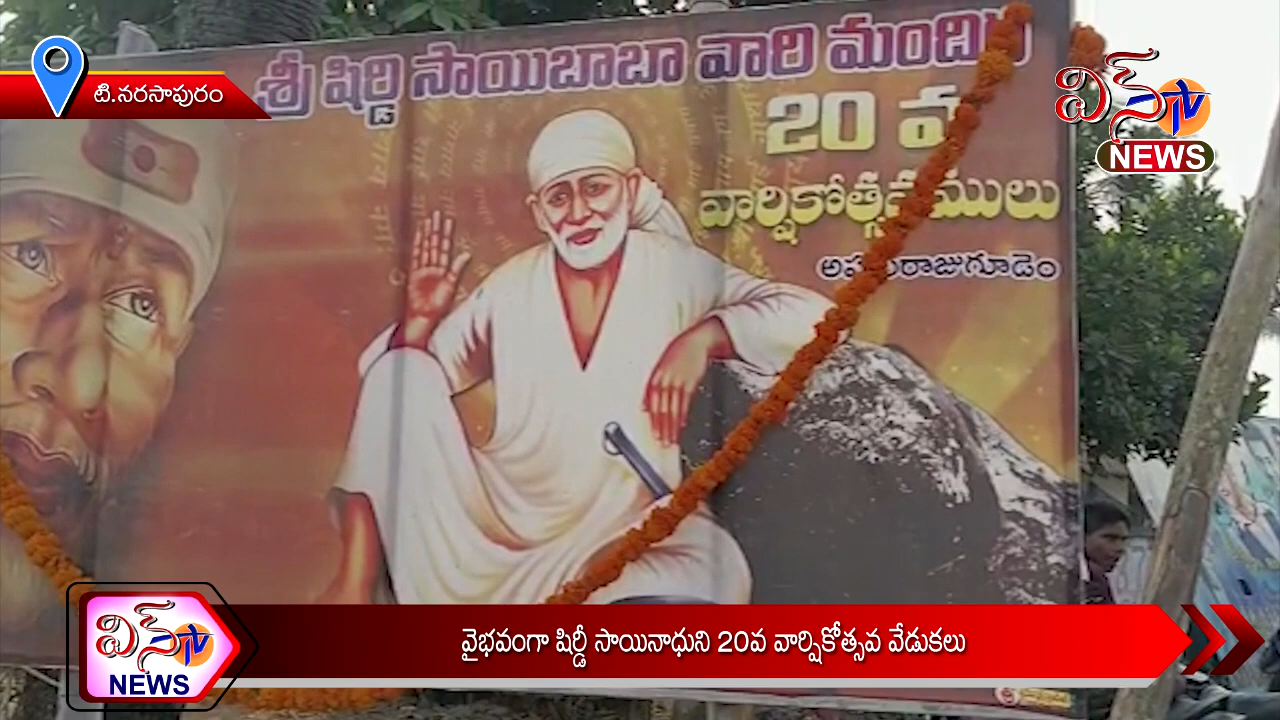 టి.నరసాపురం
శ్రీ షిర్డి సాయిబాబా వారి మందిరం
20 వ
వార్షికోత్సవములు
విన్ TV
NEWS
వైభవంగా షిర్డీ సాయినాధుని 20వ వార్షికోత్సవ వేడుకలు
విన్ TV
NEWS